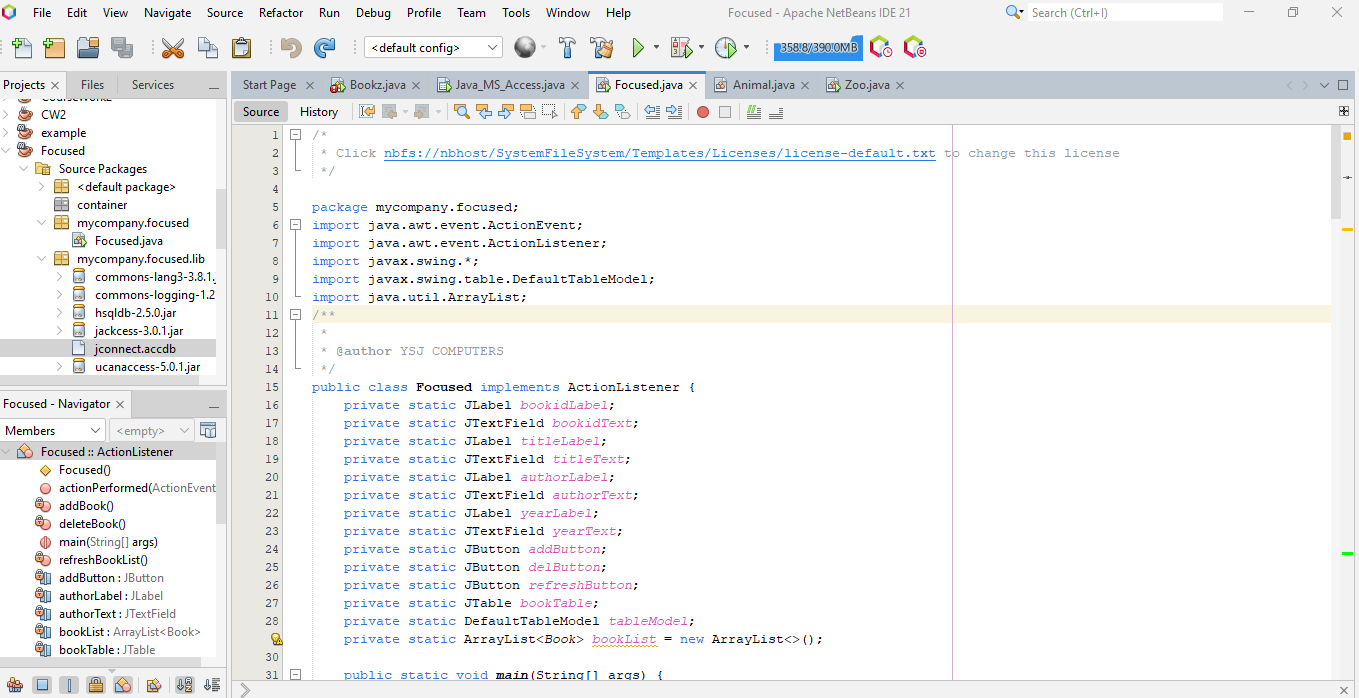 File Edit View Navigate Source Refactor Run Debug Profile Team Tools Window Help Focused - Apache NetBeans IDE 21 Search (Ctrl+I)
<default config> 358.8/390.0MB
Projects Files Services
Start Page Bookz.java Java_MS_Access.java Focused.java Animal.java Zoo.java
Source History
CW2
example
Focused
Source Packages
<default package>
container
mycompany.focused
Focused.java
mycompany.focused.lib
commons-lang3-3.8.1.
commons-logging-1.2
hsqldb-2.5.0.jar
jackcess-3.0.1.jar
jconnect.accdb
ucanaccess-5.0.1.jar
Focused - Navigator
Members <empty>
Focused :: ActionListener
Focused()
actionPerformed(ActionEvent
addBook()
deleteBook()
main(String[] args)
refreshBookList()
addButton : JButton
authorLabel : JLabel
authorText : JTextField
bookList : ArrayList<Book>
bookTable : JTable
1 /*
2 * Click nbfs://nbhost/SystemFileSystem/Templates/Licenses/license-default.txt to change this license
3 */
4
5 package mycompany.focused;
6 import java.awt.event.ActionEvent;
7 import java.awt.event.ActionListener;
8 import javax.swing.*;
9 import javax.swing.table.DefaultTableModel;
10 import java.util.ArrayList;
11 /**
12 *
13 * @author YSJ COMPUTERS
14 */
15 public class Focused implements ActionListener {
16 private static JLabel bookidLabel;
17 private static JTextField bookidText;
18 private static JLabel titleLabel;
19 private static JTextField titleText;
20 private static JLabel authorLabel;
21 private static JTextField authorText;
22 private static JLabel yearLabel;
23 private static JTextField yearText;
24 private static JButton addButton;
25 private static JButton delButton;
26 private static JButton refreshButton;
27 private static JTable bookTable;
28 private static DefaultTableModel tableModel;
private static ArrayList<Book> bookList = new ArrayList<>();
30
31 public static void main(String[] args) {